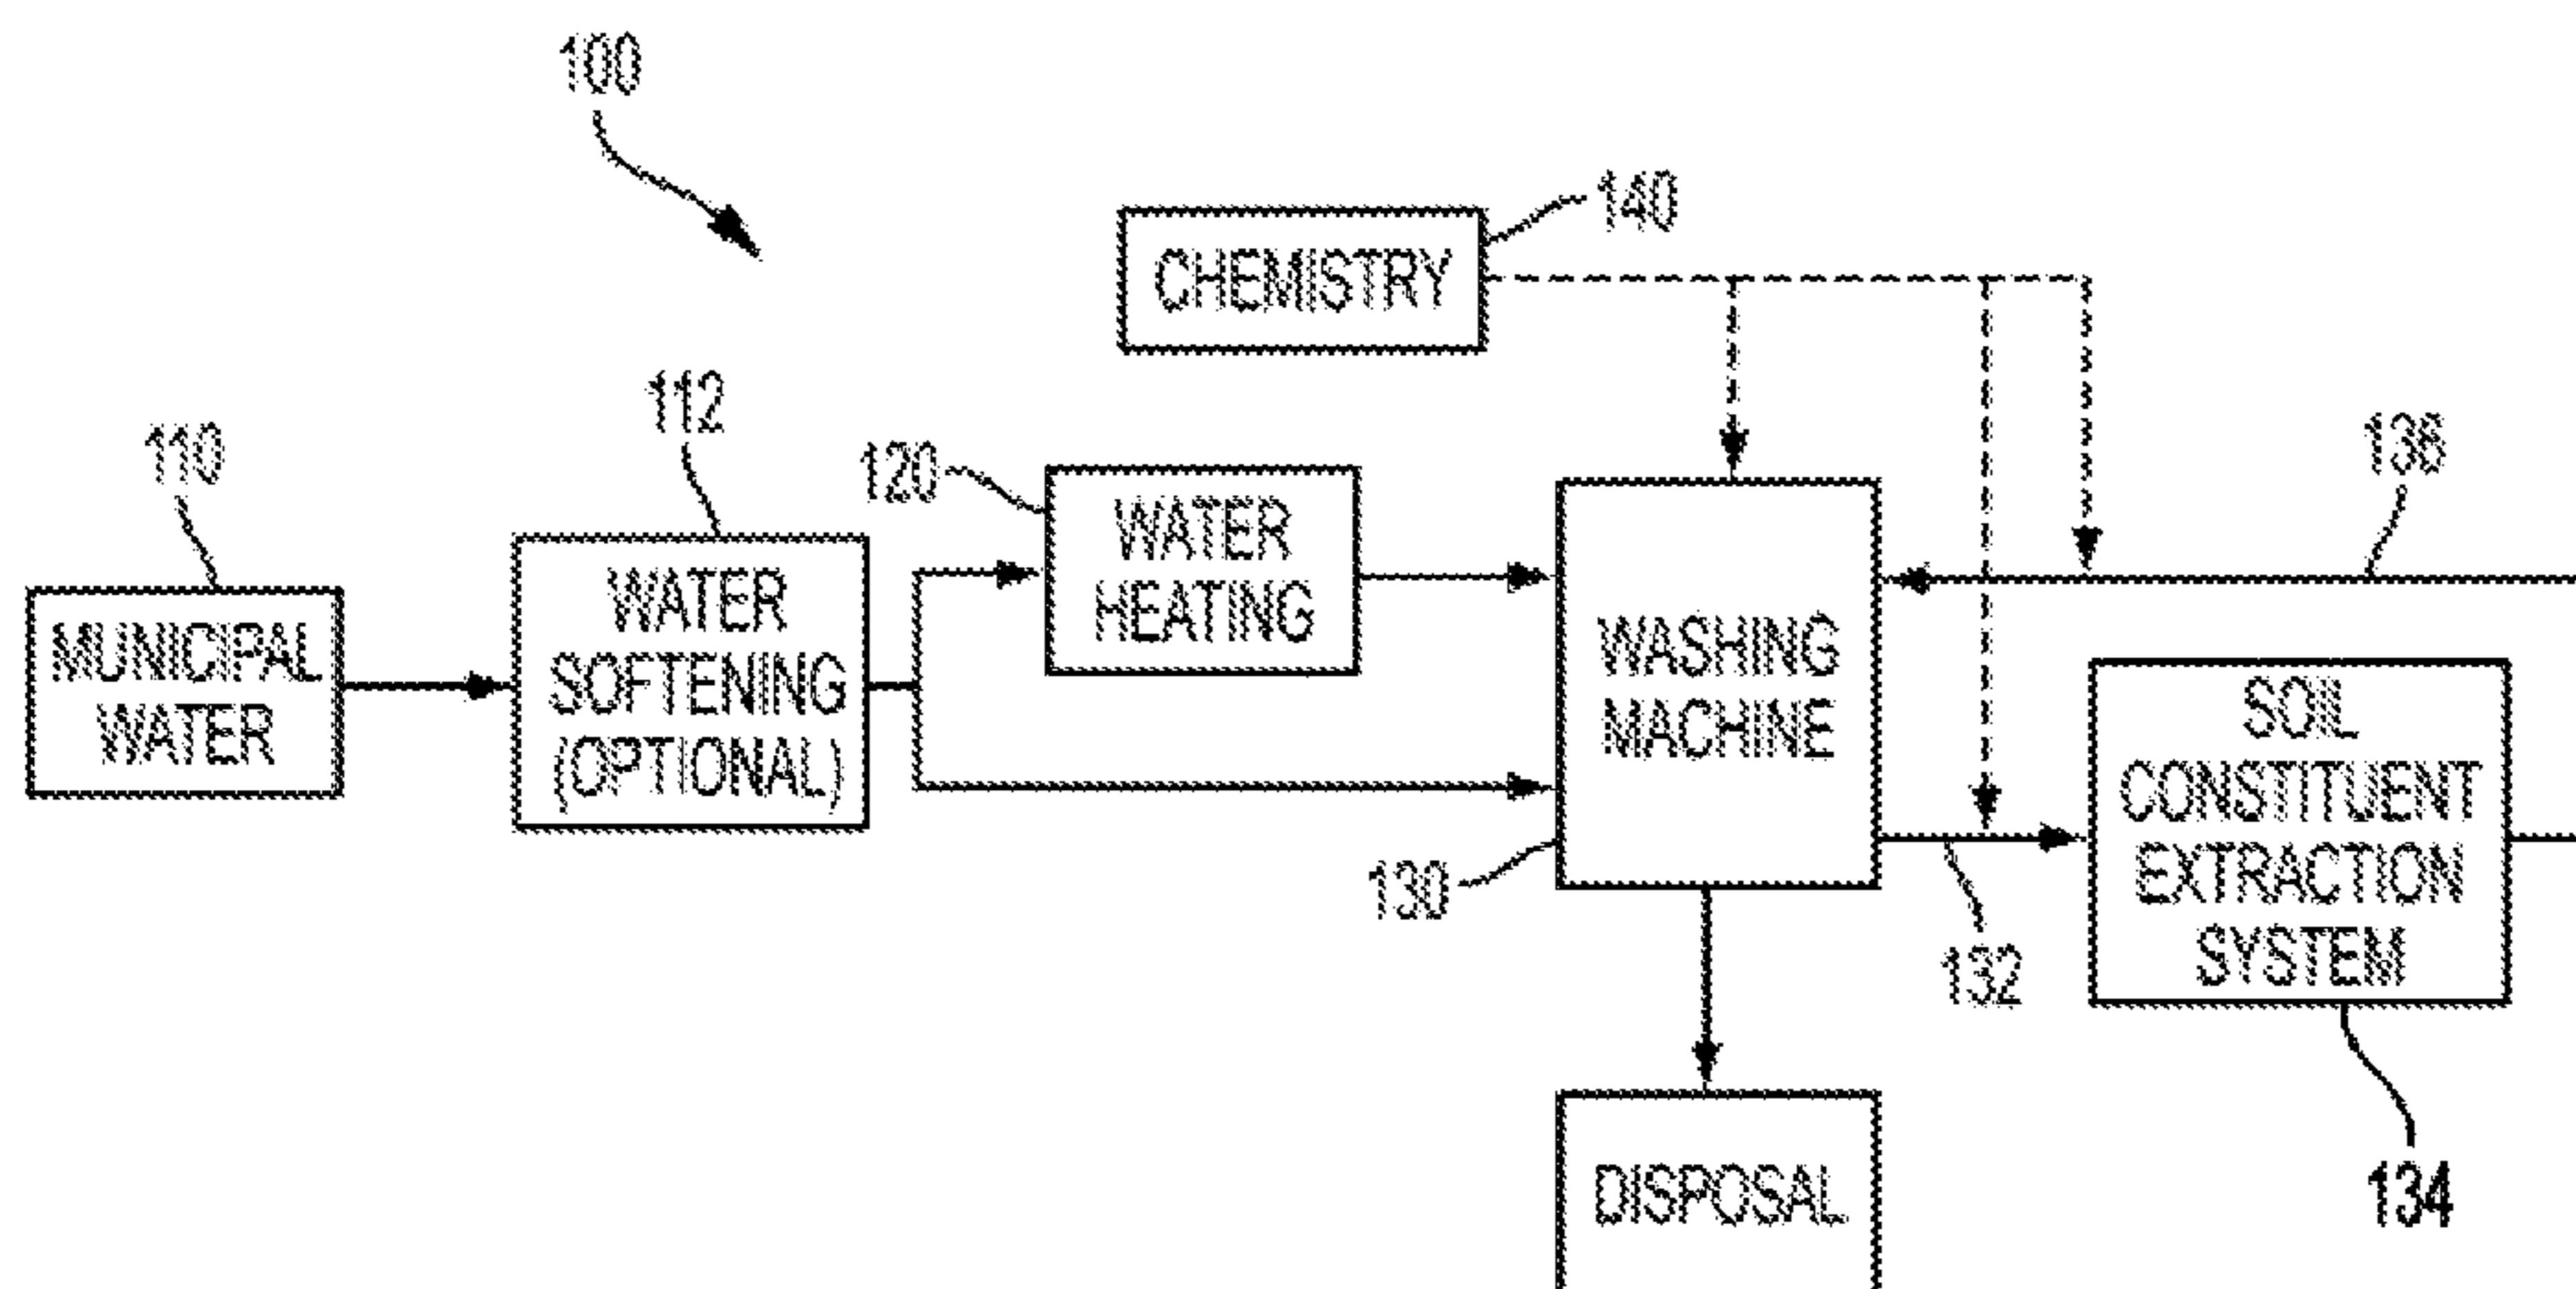 100
140
CHEMISTRY
112
110
120
136
WATER
HEATING
WATER
SOFTENING
(OPTIONAL)
MUNICIPAL
WATER
WASHING
MACHINE
SOIL
CONSTITUENT
EXTRACTION
SYSTEM
130
132
DISPOSAL
134